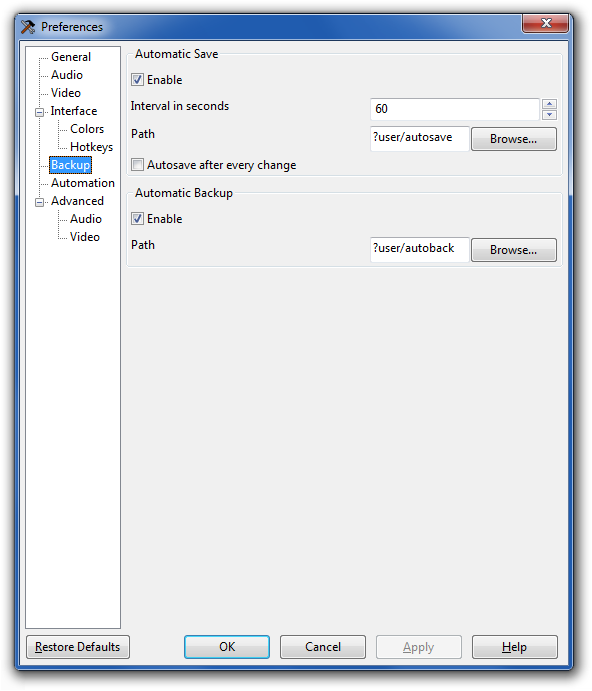 Preferences
General
Audio
Video
Interface
Colors
Hotkeys
Backup
Automation
Advanced
Audio
Video
Automatic Save
Enable
Interval in seconds 60
Path ?user/autosave Browse...
Autosave after every change
Automatic Backup
Enable
Path ?user/autoback Browse...
Restore Defaults OK Cancel Apply Help